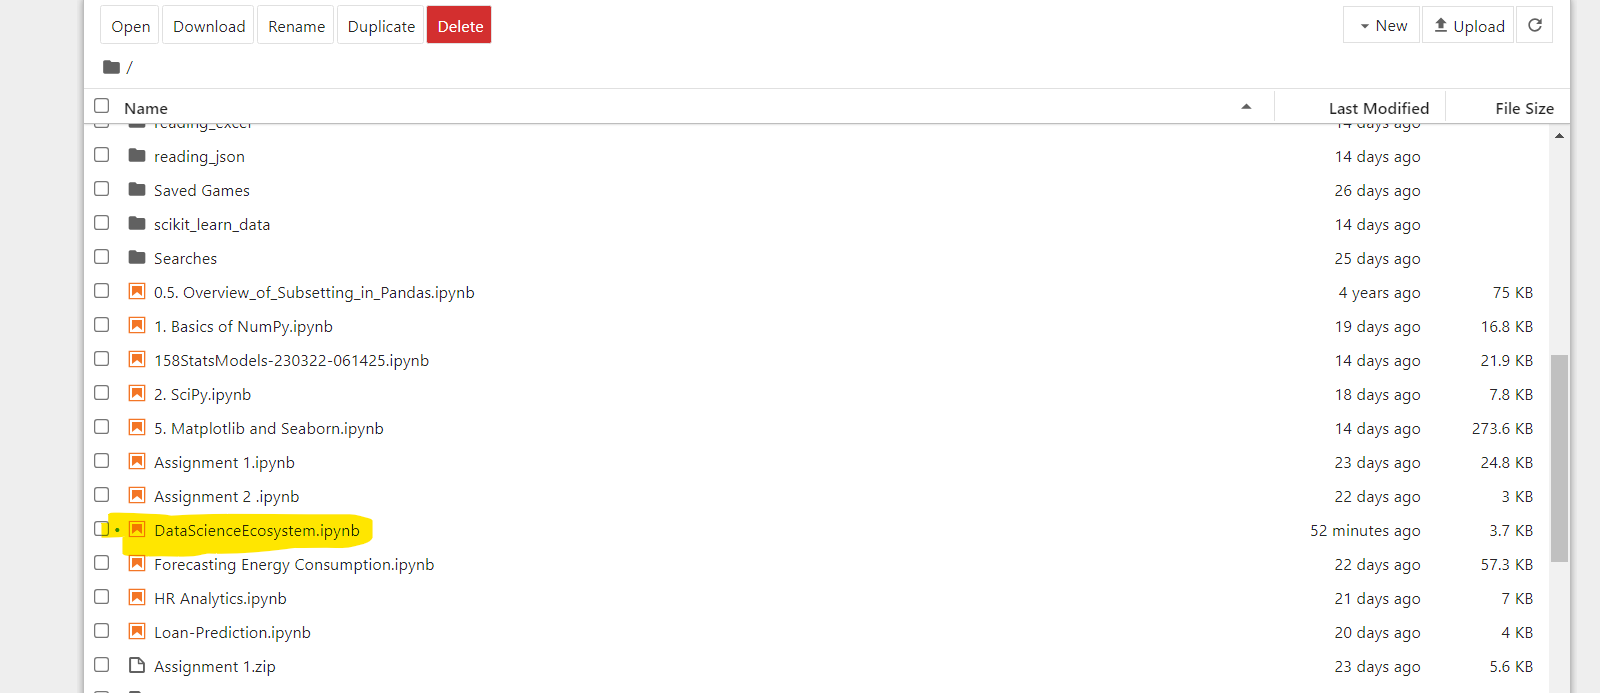 Open Download Rename Duplicate Delete New Upload
/
Name Last Modified File Size
reading_excel 14 days ago
reading_json 14 days ago
Saved Games 26 days ago
scikit_learn_data 14 days ago
Searches 25 days ago
0.5. Overview_of_Subsetting_in_Pandas.ipynb 4 years ago 75 KB
1. Basics of NumPy.ipynb 19 days ago 16.8 KB
158StatsModels-230322-061425.ipynb 14 days ago 21.9 KB
2. SciPy.ipynb 18 days ago 7.8 KB
5. Matplotlib and Seaborn.ipynb 14 days ago 273.6 KB
Assignment 1.ipynb 23 days ago 24.8 KB
Assignment 2 .ipynb 22 days ago 3 KB
DataScienceEcosystem.ipynb 52 minutes ago 3.7 KB
Forecasting Energy Consumption.ipynb 22 days ago 57.3 KB
HR Analytics.ipynb 21 days ago 7 KB
Loan-Prediction.ipynb 20 days ago 4 KB
Assignment 1.zip 23 days ago 5.6 KB